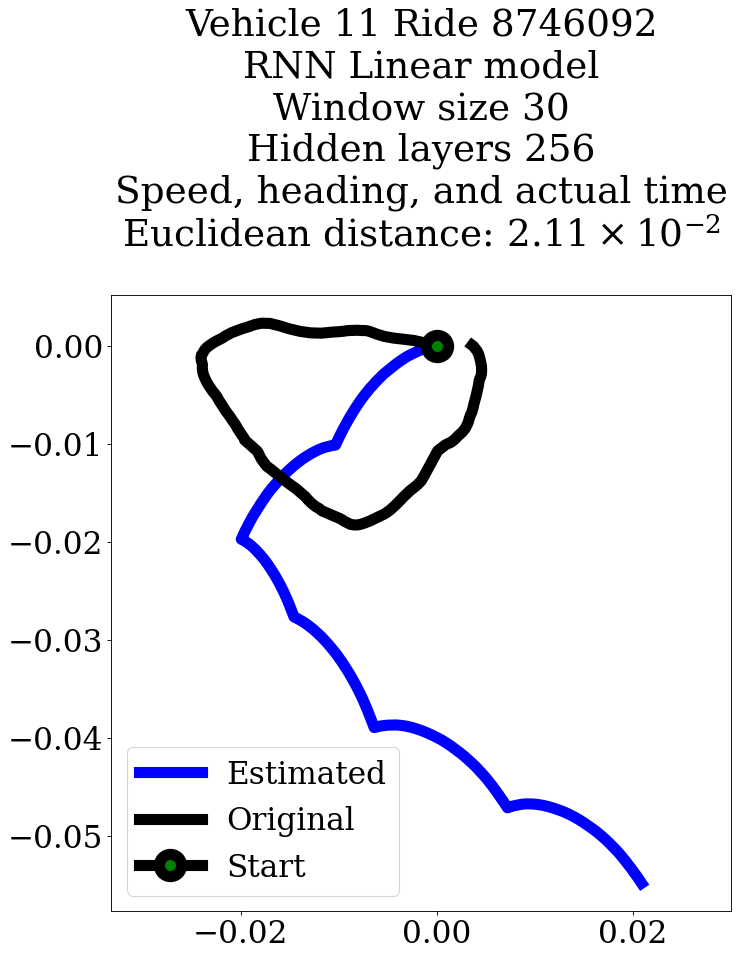 Vehicle 11 Ride 8746092
RNN Linear model
Window size 30
Hidden layers 256
Speed, heading, and actual time
Euclidean distance: 2.11 × 10⁻²
0.00
−0.01
−0.02
−0.03
−0.04
−0.05
Estimated
Original
Start
−0.02 0.00 0.02